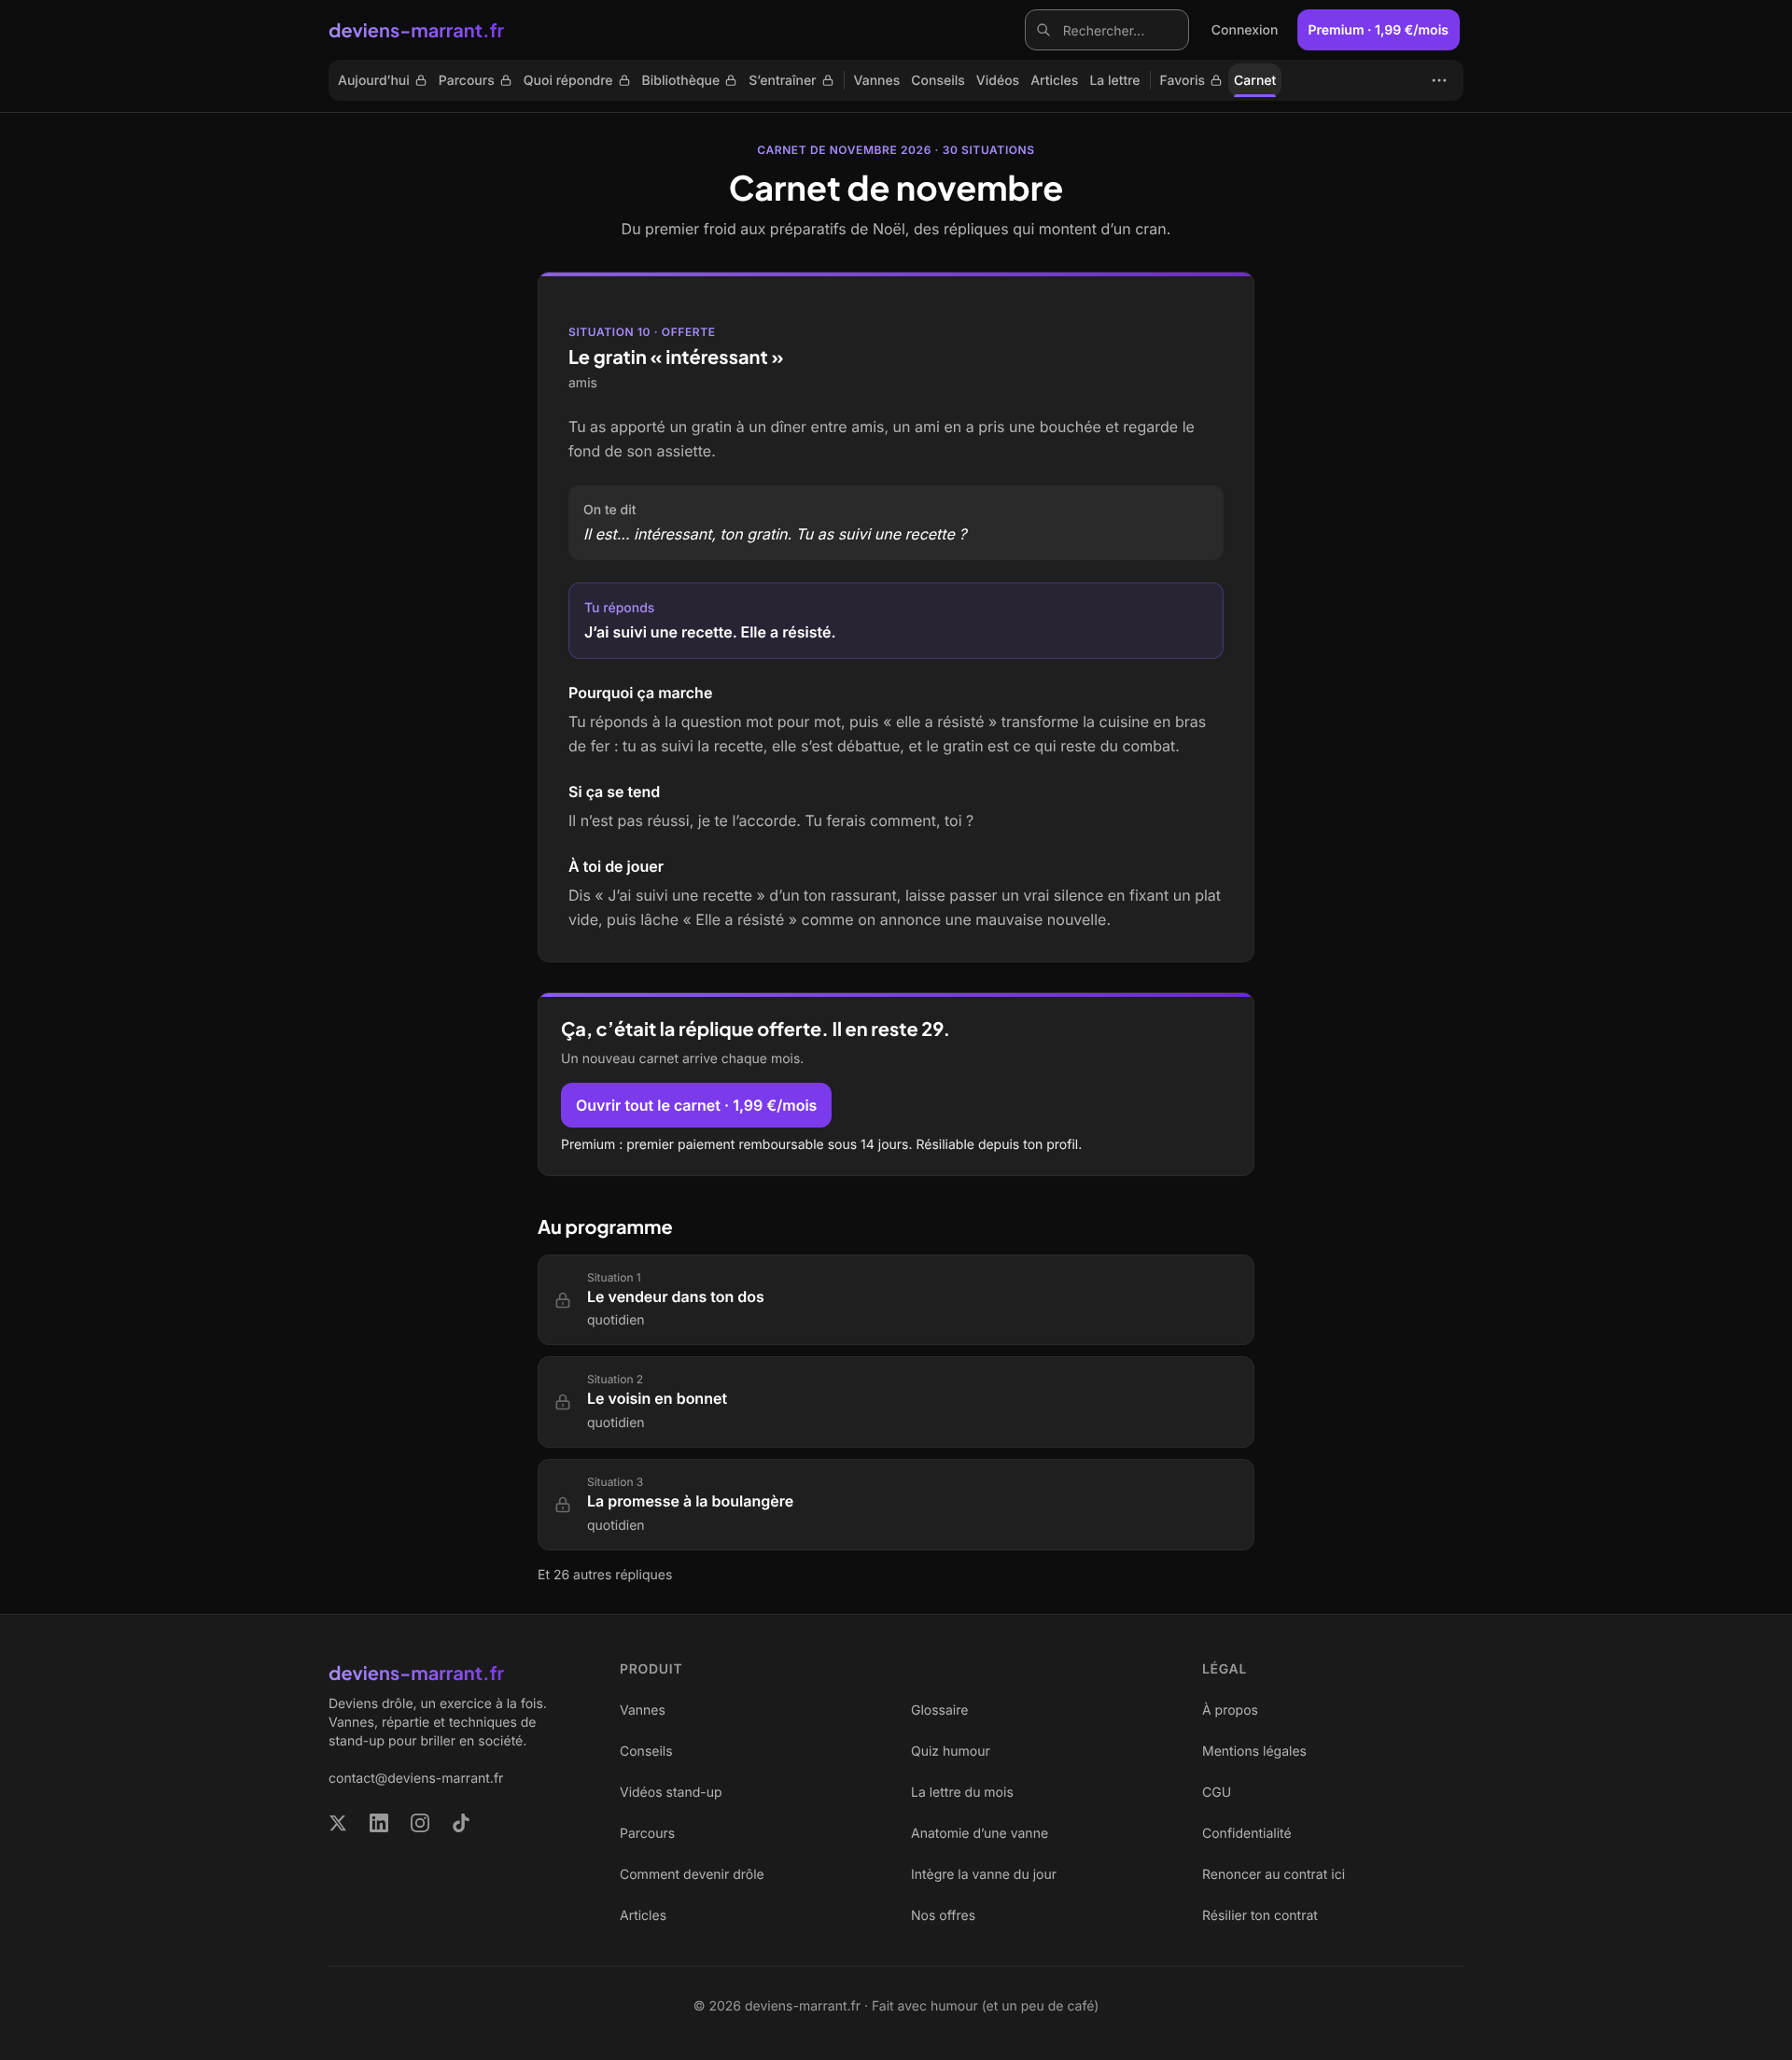 deviens-marrant.fr
Rechercher...
Connexion
Premium · 1,99 €/mois
Aujourd’hui
Parcours
Quoi répondre
Bibliothèque
S’entraîner
Vannes
Conseils
Vidéos
Articles
La lettre
Favoris
Carnet
CARNET DE NOVEMBRE 2026 · 30 SITUATIONS
Carnet de novembre
Du premier froid aux préparatifs de Noël, des répliques qui montent d’un cran.
SITUATION 10 · OFFERTE
Le gratin « intéressant »
amis
Tu as apporté un gratin à un dîner entre amis, un ami en a pris une bouchée et regarde le
fond de son assiette.
On te dit
Il est… intéressant, ton gratin. Tu as suivi une recette ?
Tu réponds
J’ai suivi une recette. Elle a résisté.
Pourquoi ça marche
Tu réponds à la question mot pour mot, puis « elle a résisté » transforme la cuisine en bras
de fer : tu as suivi la recette, elle s’est débattue, et le gratin est ce qui reste du combat.
Si ça se tend
Il n’est pas réussi, je te l’accorde. Tu ferais comment, toi ?
À toi de jouer
Dis « J’ai suivi une recette » d’un ton rassurant, laisse passer un vrai silence en fixant un plat
vide, puis lâche « Elle a résisté » comme on annonce une mauvaise nouvelle.
Ça, c’était la réplique offerte. Il en reste 29.
Un nouveau carnet arrive chaque mois.
Ouvrir tout le carnet · 1,99 €/mois
Premium : premier paiement remboursable sous 14 jours. Résiliable depuis ton profil.
Au programme
Situation 1
Le vendeur dans ton dos
quotidien
Situation 2
Le voisin en bonnet
quotidien
Situation 3
La promesse à la boulangère
quotidien
Et 26 autres répliques
deviens-marrant.fr
Deviens drôle, un exercice à la fois.
Vannes, répartie et techniques de
stand-up pour briller en société.
contact@deviens-marrant.fr
PRODUIT
Vannes
Conseils
Vidéos stand-up
Parcours
Comment devenir drôle
Articles
Glossaire
Quiz humour
La lettre du mois
Anatomie d’une vanne
Intègre la vanne du jour
Nos offres
LÉGAL
À propos
Mentions légales
CGU
Confidentialité
Renoncer au contrat ici
Résilier ton contrat
© 2026 deviens-marrant.fr · Fait avec humour (et un peu de café)